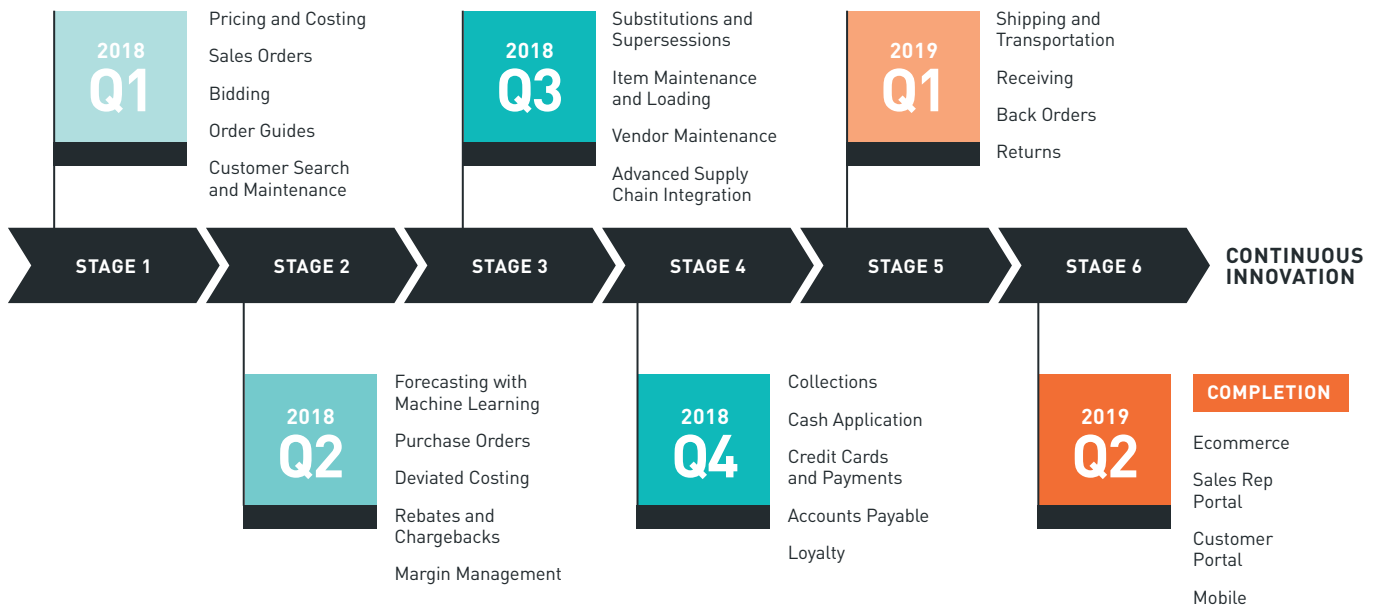 2018
Q1
Pricing and Costing
Sales Orders
Bidding
Order Guides
Customer Search
and Maintenance
2018
Q3
Substitutions and
Supersessions
Item Maintenance
and Loading
Vendor Maintenance
Advanced Supply
Chain Integration
2019
Q1
Shipping and
Transportation
Receiving
Back Orders
Returns
STAGE 1
STAGE 2
STAGE 3
STAGE 4
STAGE 5
STAGE 6
CONTINUOUS
INNOVATION
2018
Q2
Forecasting with
Machine Learning
Purchase Orders
Deviated Costing
Rebates and
Chargebacks
Margin Management
2018
Q4
Collections
Cash Application
Credit Cards
and Payments
Accounts Payable
Loyalty
2019
Q2
COMPLETION
Ecommerce
Sales Rep
Portal
Customer
Portal
Mobile